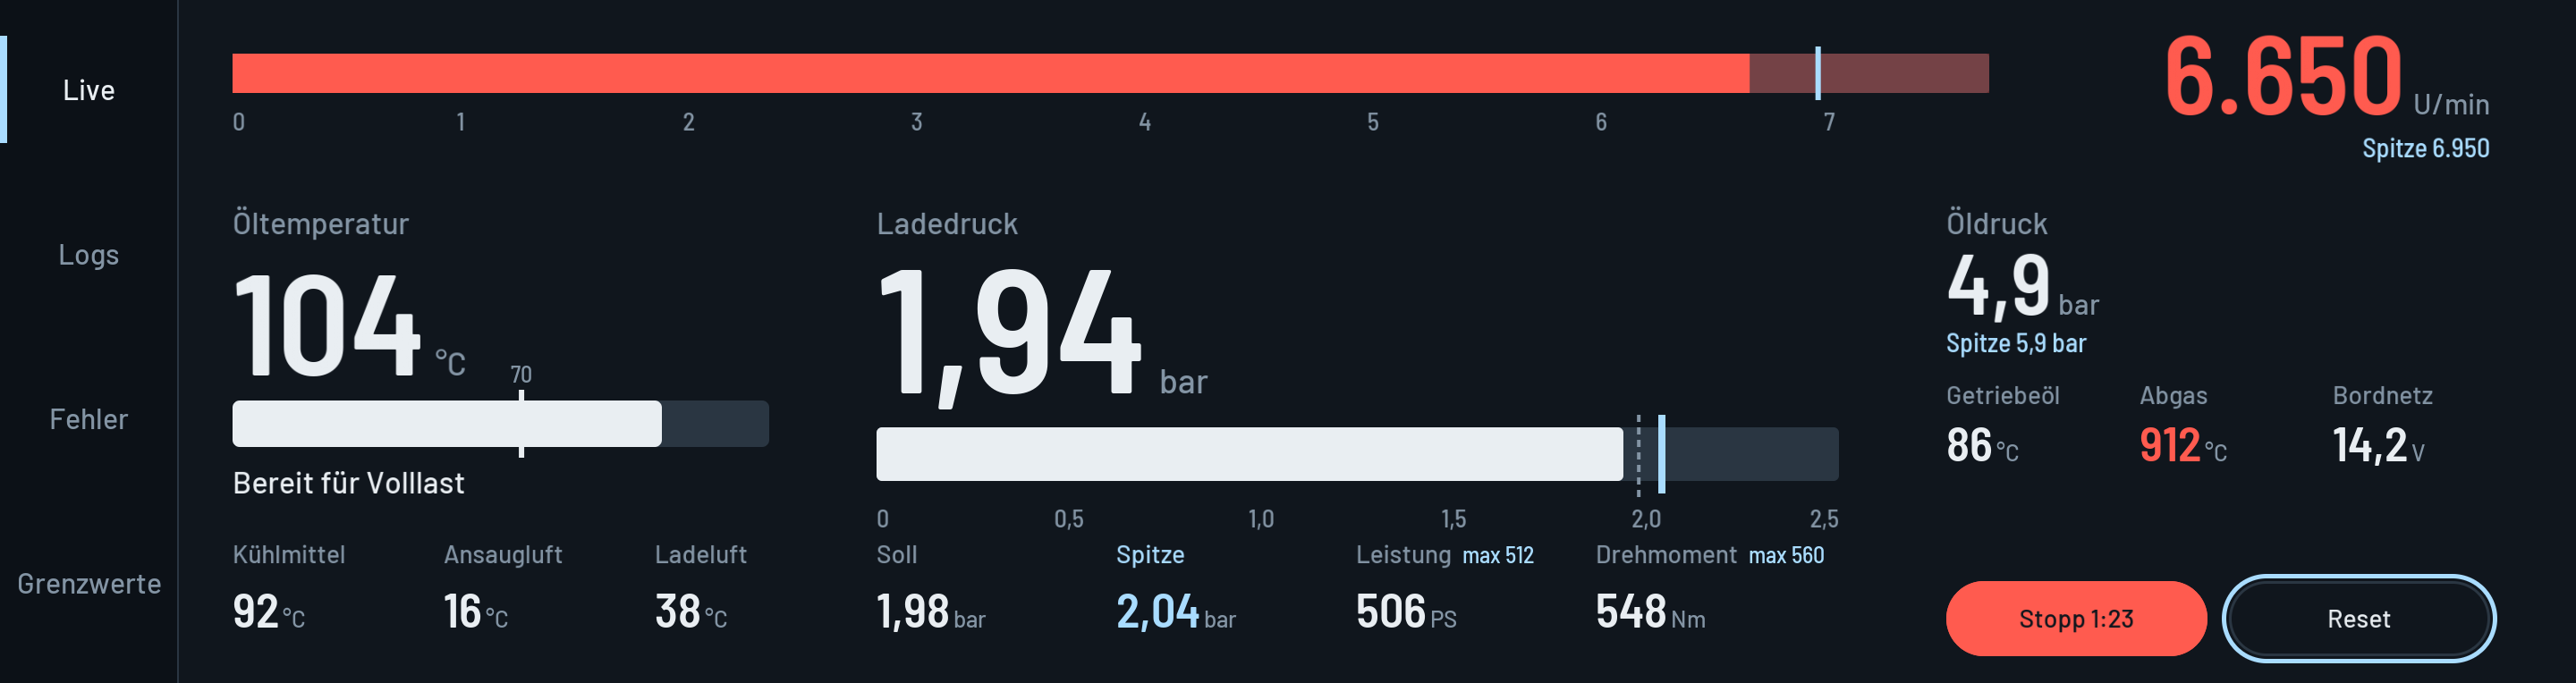 Live
Logs
Fehler
Grenzwerte
0 1 2 3 4 5 6 7
6.650 U/min
Spitze 6.950
Öltemperatur
104 °C
70
Bereit für Volllast
Kühlmittel Ansaugluft Ladeluft
92 °C 16 °C 38 °C
Ladedruck
1,94 bar
0 0,5 1,0 1,5 2,0 2,5
Soll Spitze Leistung max 512 Drehmoment max 560
1,98 bar 2,04 bar 506 PS 548 Nm
Öldruck
4,9 bar
Spitze 5,9 bar
Getriebeöl Abgas Bordnetz
86 °C 912 °C 14,2 V
Stopp 1:23 Reset